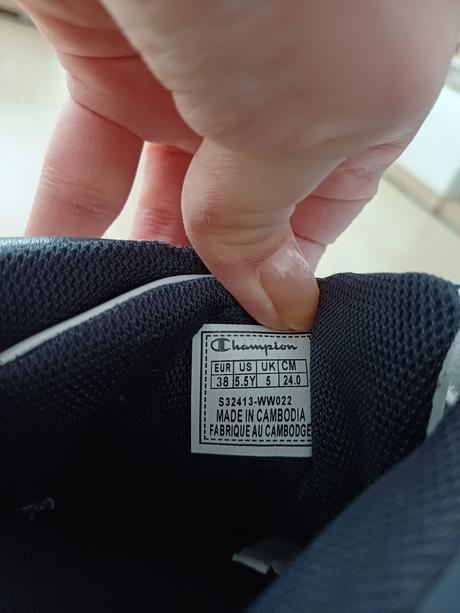 Champion
EUR US UK CM
38 5.5Y 5 24.0
S32413-WW022
MADE IN CAMBODIA
FABRIQUE AU CAMBODGE